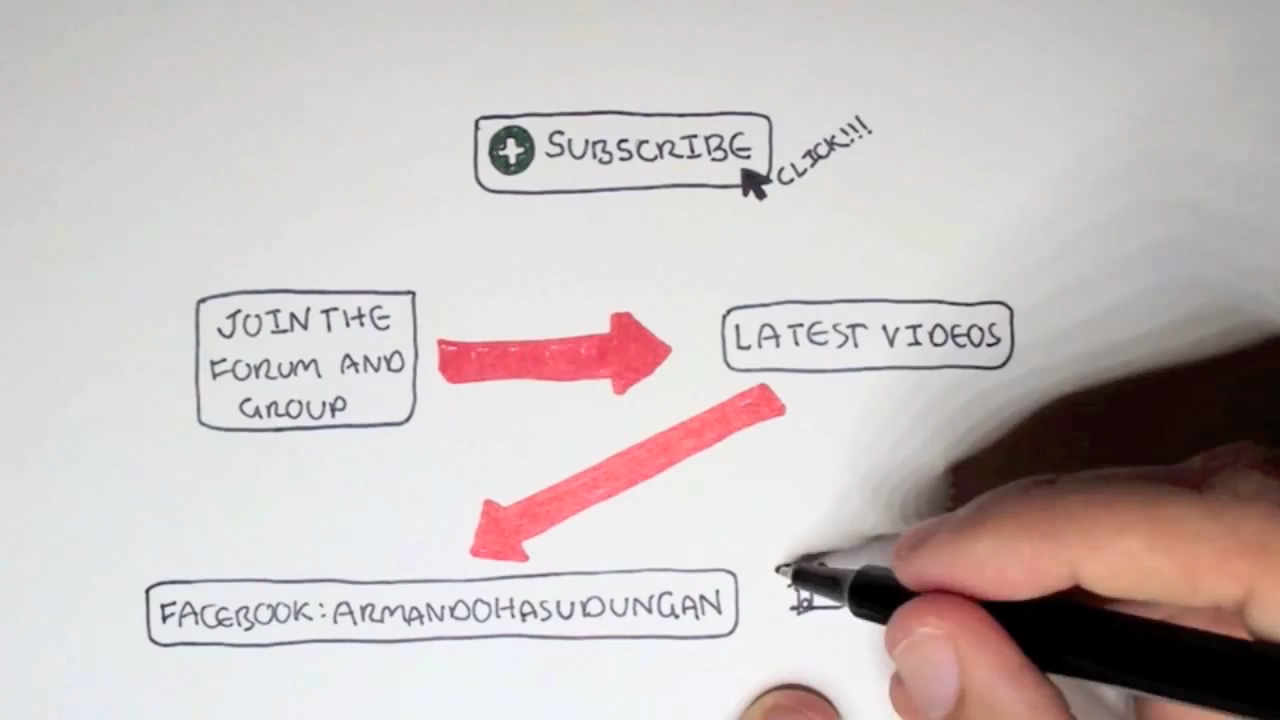 SUBSCRIBE
CLICK!!!
JOIN THE
FORUM AND
GROUP
LATEST VIDEOS
FACEBOOK: ARMANDOHASUDUNGAN